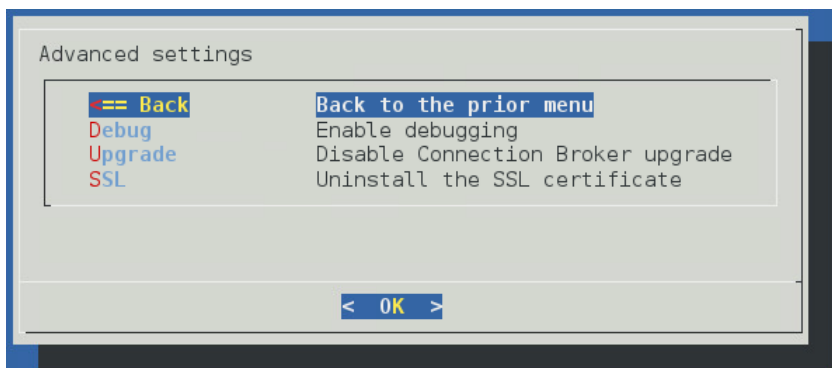 Advanced settings
<== Back Back to the prior menu
Debug Enable debugging
Upgrade Disable Connection Broker upgrade
SSL Uninstall the SSL certificate
< OK >